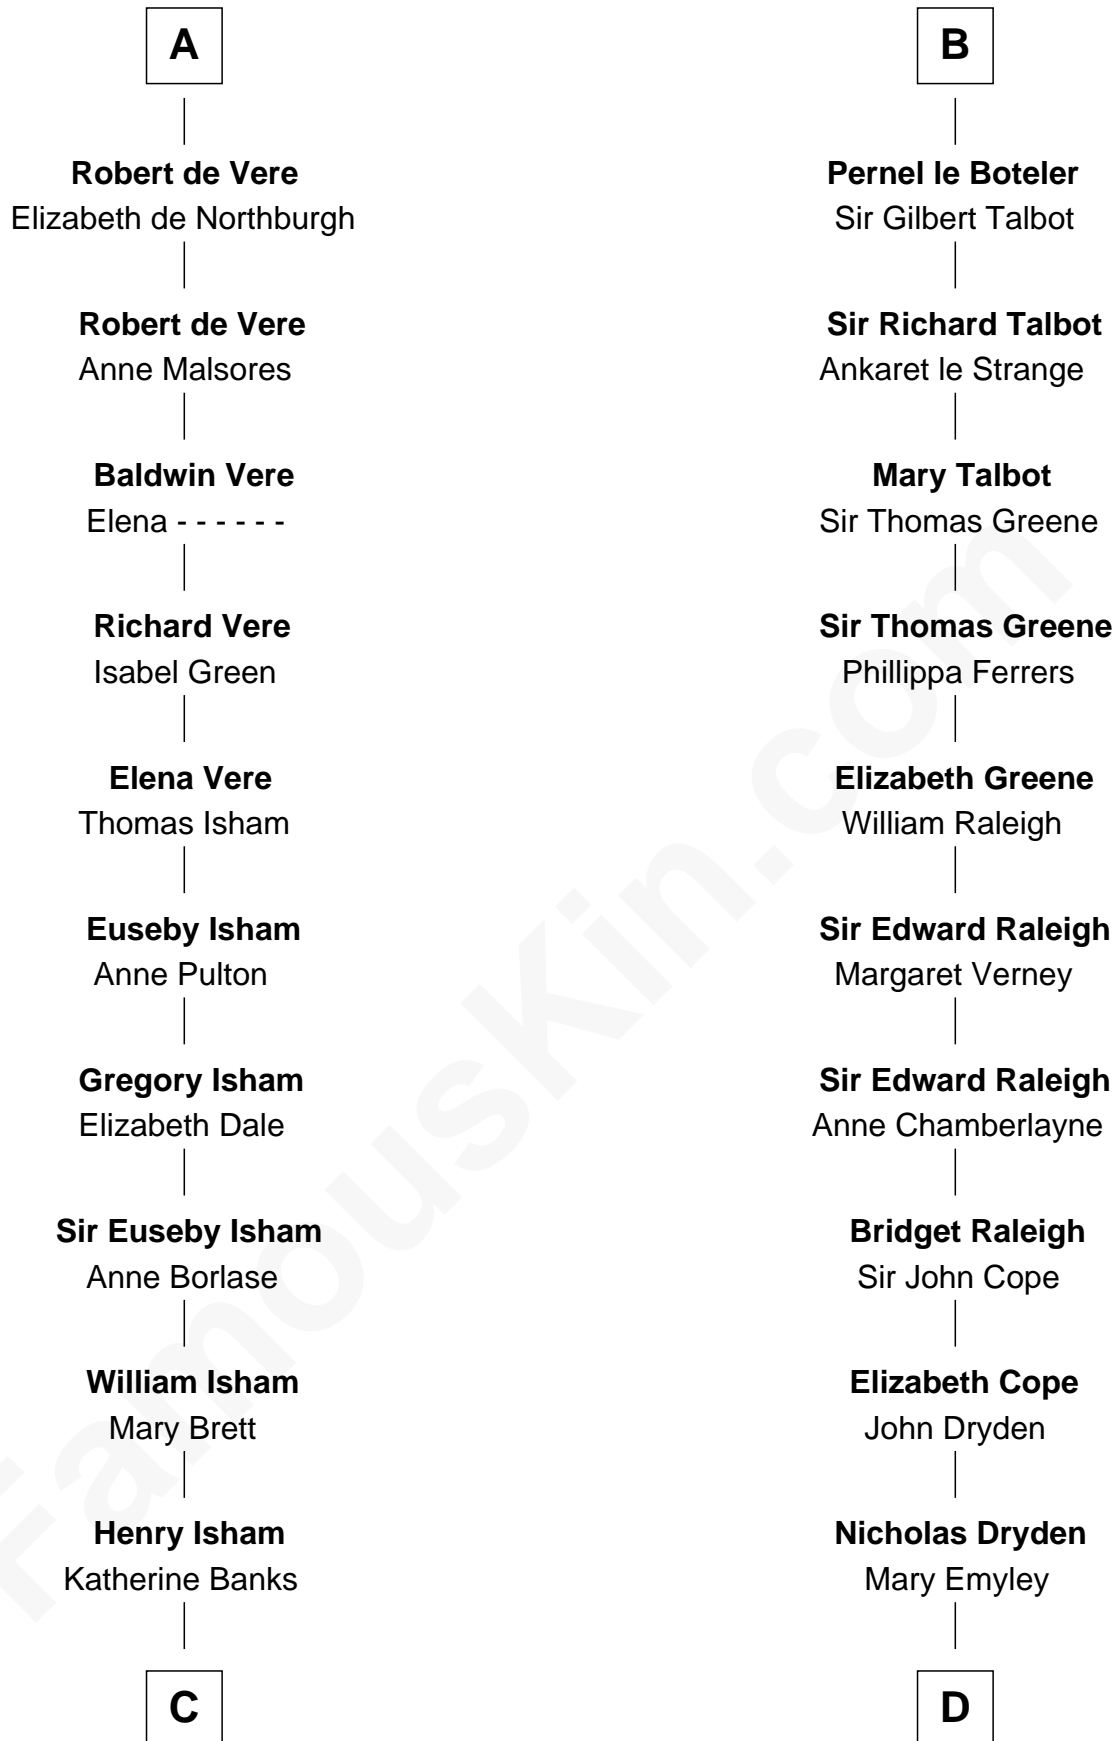 A
Robert de Vere
Elizabeth de Northburgh
Robert de Vere
Anne Malsores
Baldwin Vere
Elena - - - - - -
Richard Vere
Isabel Green
Elena Vere
Thomas Isham
Euseby Isham
Anne Pulton
Gregory Isham
Elizabeth Dale
Sir Euseby Isham
Anne Borlase
William Isham
Mary Brett
Henry Isham
Katherine Banks
C
B
Pernel le Boteler
Sir Gilbert Talbot
Sir Richard Talbot
Ankaret le Strange
Mary Talbot
Sir Thomas Greene
Sir Thomas Greene
Phillippa Ferrers
Elizabeth Greene
William Raleigh
Sir Edward Raleigh
Margaret Verney
Sir Edward Raleigh
Anne Chamberlayne
Bridget Raleigh
Sir John Cope
Elizabeth Cope
John Dryden
Nicholas Dryden
Mary Emyley
D
FamousKin.com